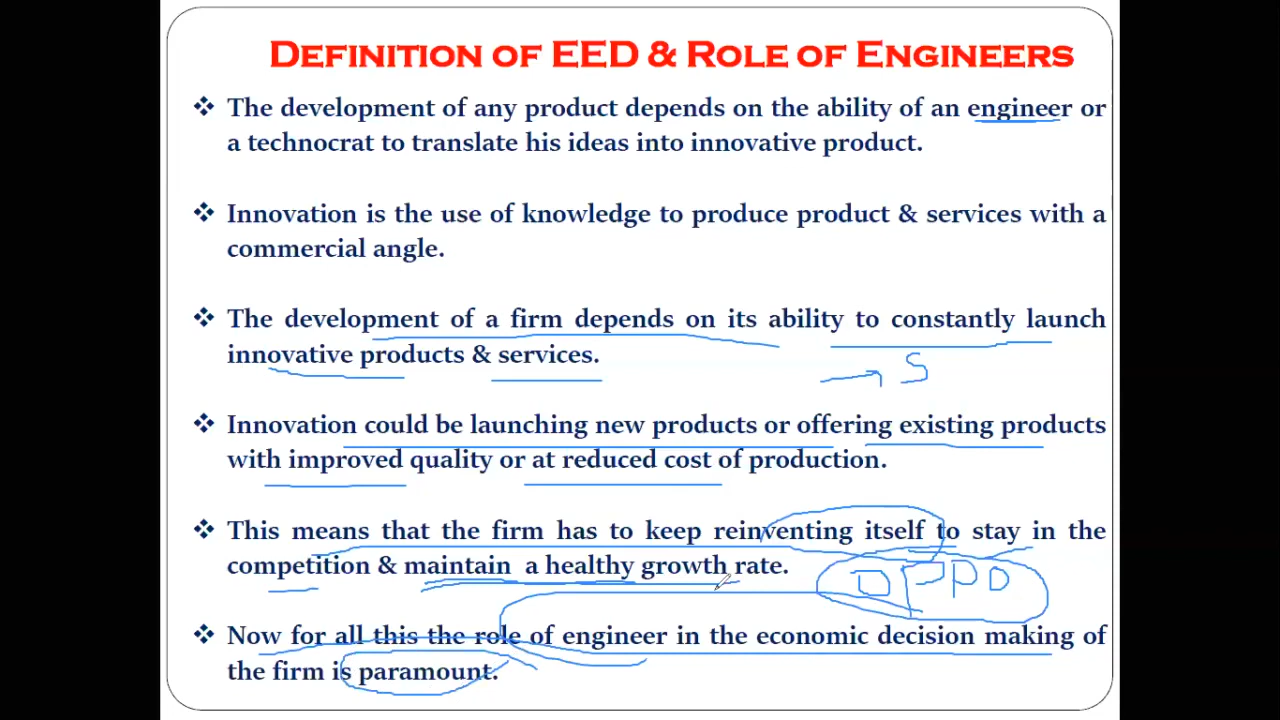 DEFINITION OF EED & ROLE OF ENGINEERS
❖ The development of any product depends on the ability of an engineer or
a technocrat to translate his ideas into innovative product.
❖ Innovation is the use of knowledge to produce product & services with a
commercial angle.
❖ The development of a firm depends on its ability to constantly launch
innovative products & services.
→ S
❖ Innovation could be launching new products or offering existing products
with improved quality or at reduced cost of production.
❖ This means that the firm has to keep reinventing itself to stay in the
competition & maintain a healthy growth rate.
❖ Now for all this the role of engineer in the economic decision making of
the firm is paramount.